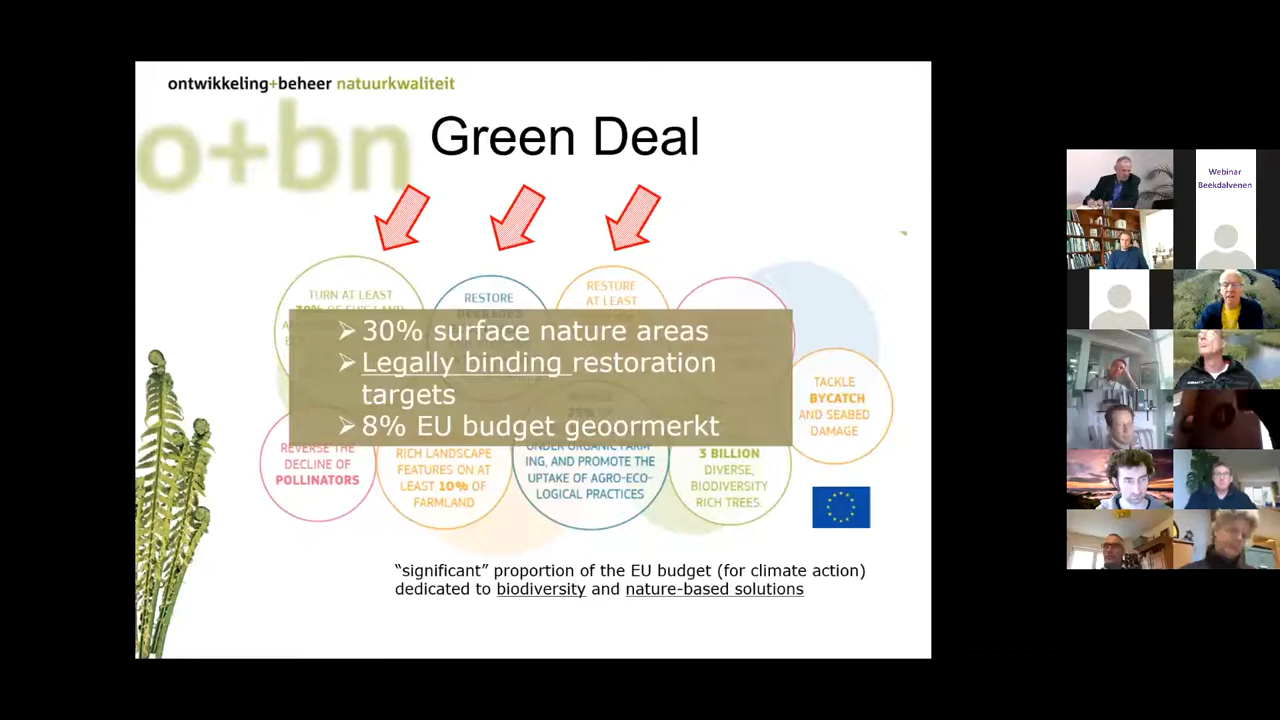 ontwikkeling+beheer natuurkwaliteit
o+bn
Green Deal
TURN AT LEAST
RESTORE
RESTORE
AT LEAST
30% surface nature areas
Legally binding restoration
targets
8% EU budget geoormerkt
TACKLE
BYCATCH
AND SEABED
DAMAGE
REVERSE THE
DECLINE OF
POLLINATORS
RICH LANDSCAPE
FEATURES ON AT
LEAST 10% OF
FARMLAND
UNDER ORGANIC FARM-
ING, AND PROMOTE THE
UPTAKE OF AGRO-ECO-
LOGICAL PRACTICES
3 BILLION
DIVERSE,
BIODIVERSITY
RICH TREES.
“significant” proportion of the EU budget (for climate action)
dedicated to biodiversity and nature-based solutions
Webinar
Beekdalvenen